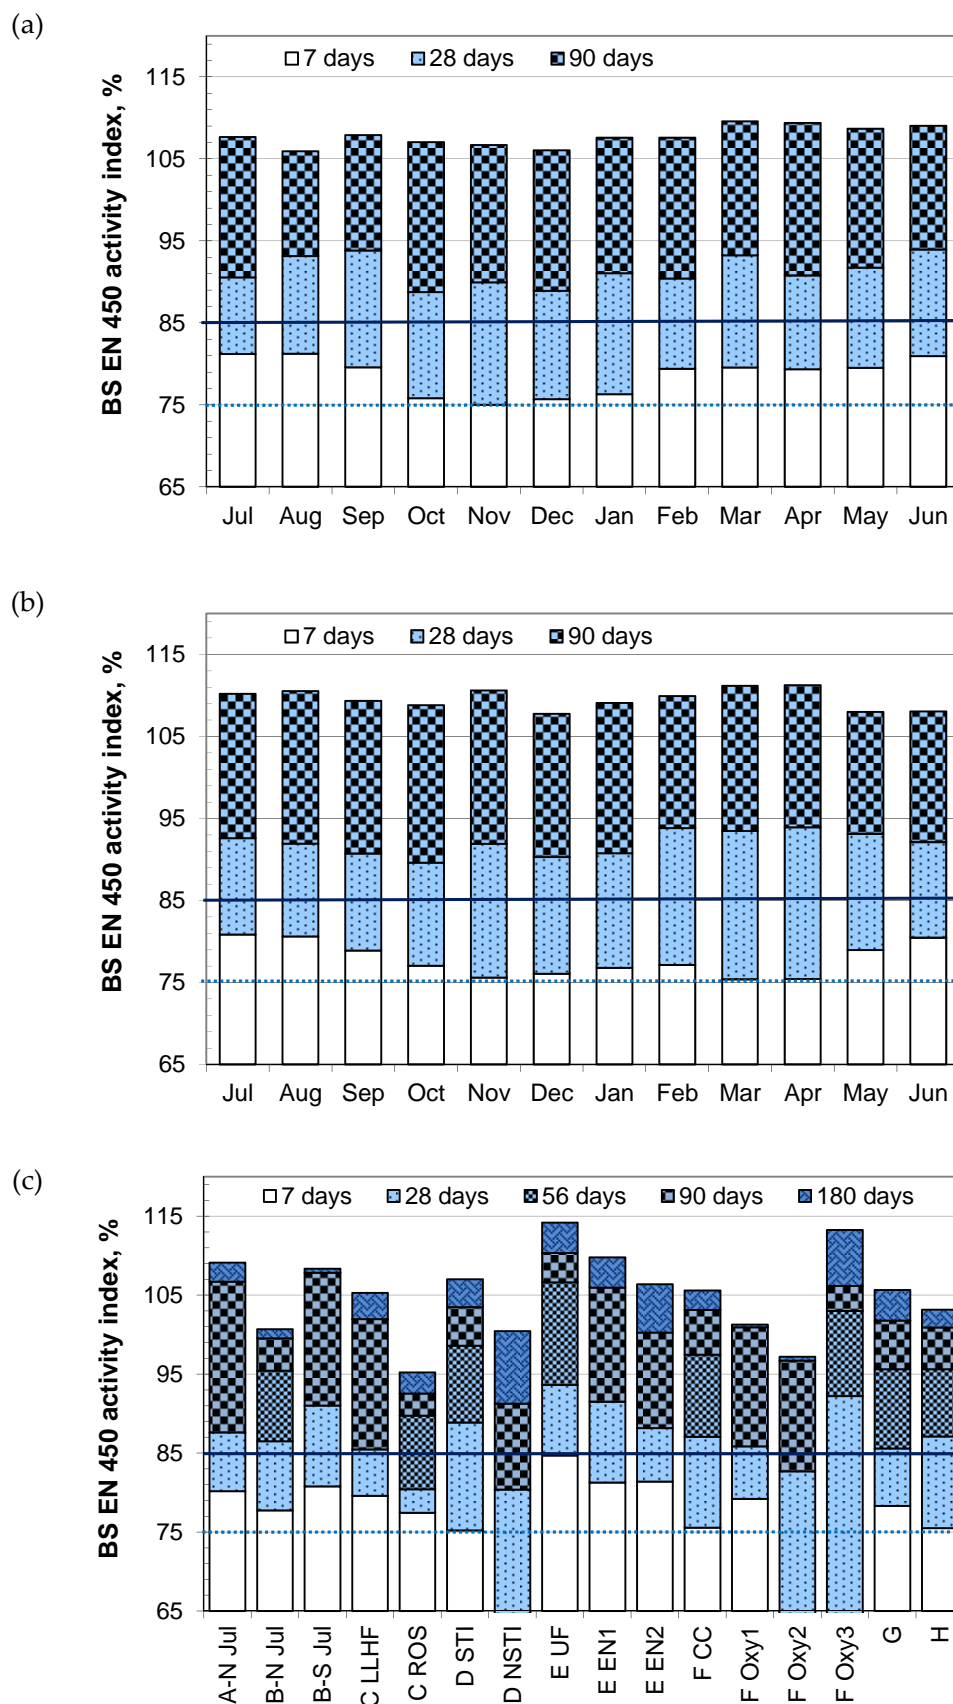 (a)
BS EN 450 activity index, %
7 days 28 days 90 days
115
105
95
85
75
65
Jul Aug Sep Oct Nov Dec Jan Feb Mar Apr May Jun
(b)
BS EN 450 activity index, %
7 days 28 days 90 days
115
105
95
85
75
65
Jul Aug Sep Oct Nov Dec Jan Feb Mar Apr May Jun
(c)
BS EN 450 activity index, %
7 days 28 days 56 days 90 days 180 days
115
105
95
85
75
65
A-N Jul
B-N Jul
B-S Jul
C LLHF
C ROS
D STI
D NSTI
E UF
E EN1
E EN2
F CC
F Oxy1
F Oxy2
F Oxy3
G
H